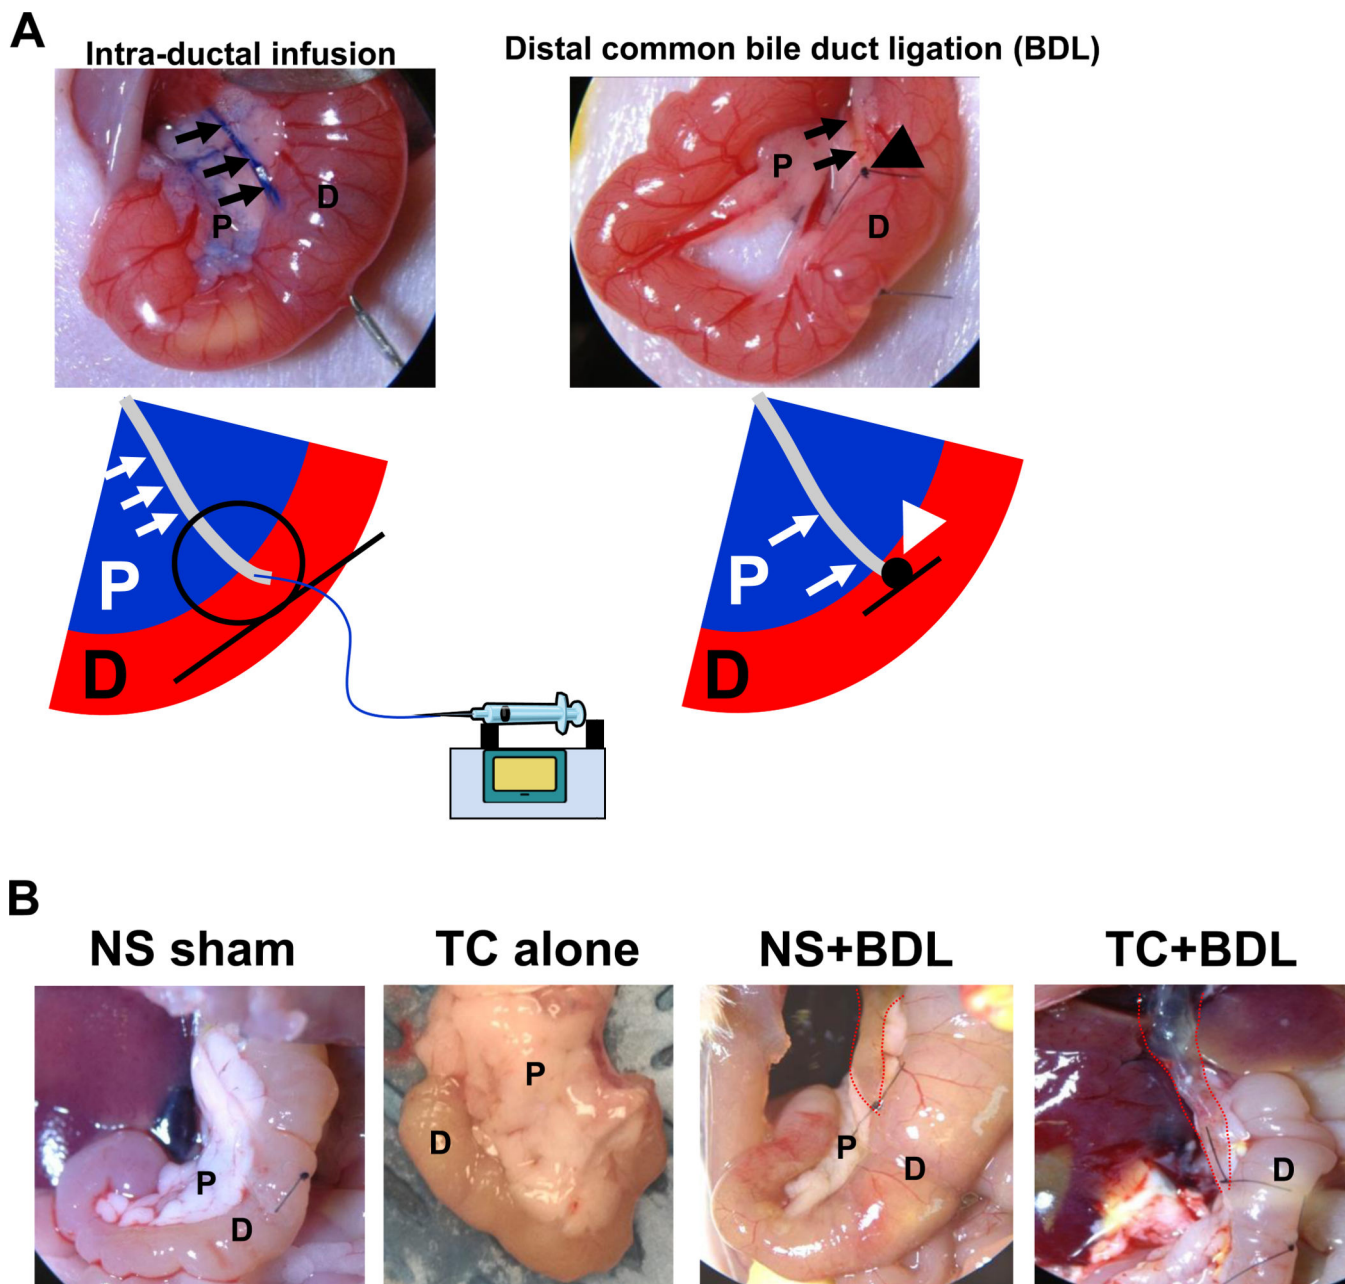 A
Intra-ductal infusion
Distal common bile duct ligation (BDL)
P
D
P
D
P
D
P
D
B
NS sham
TC alone
NS+BDL
TC+BDL
P
D
P
D
P
D
D